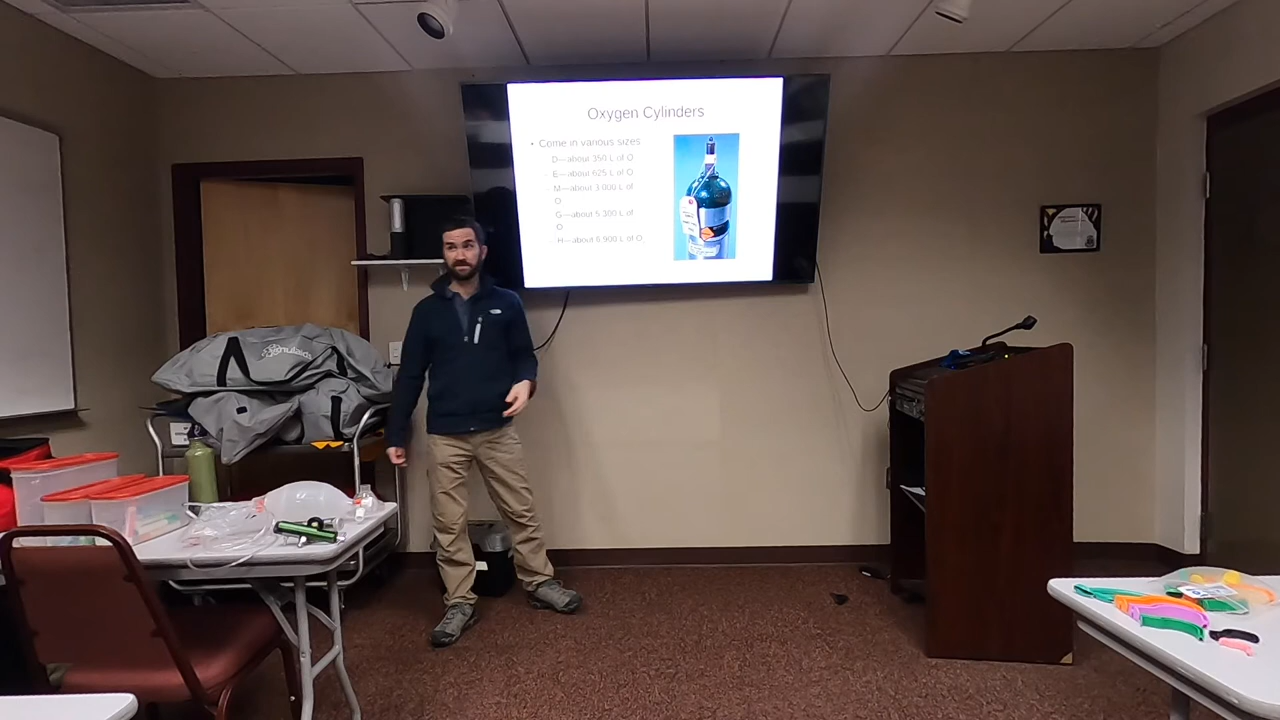 Oxygen Cylinders
• Come in various sizes
– D—about 350 L of O
– E—about 625 L of O
– M—about 3,000 L of
O
– G—about 5,300 L of
O
– H—about 6,900 L of O2